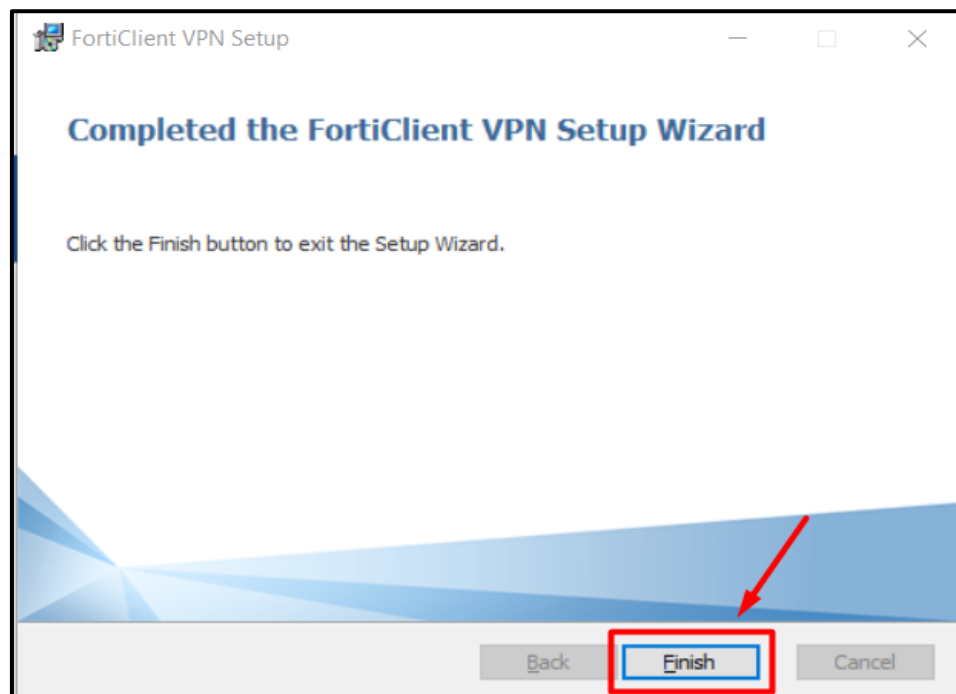 FortiClient VPN Setup
Completed the FortiClient VPN Setup Wizard
Click the Finish button to exit the Setup Wizard.
Back Finish Cancel